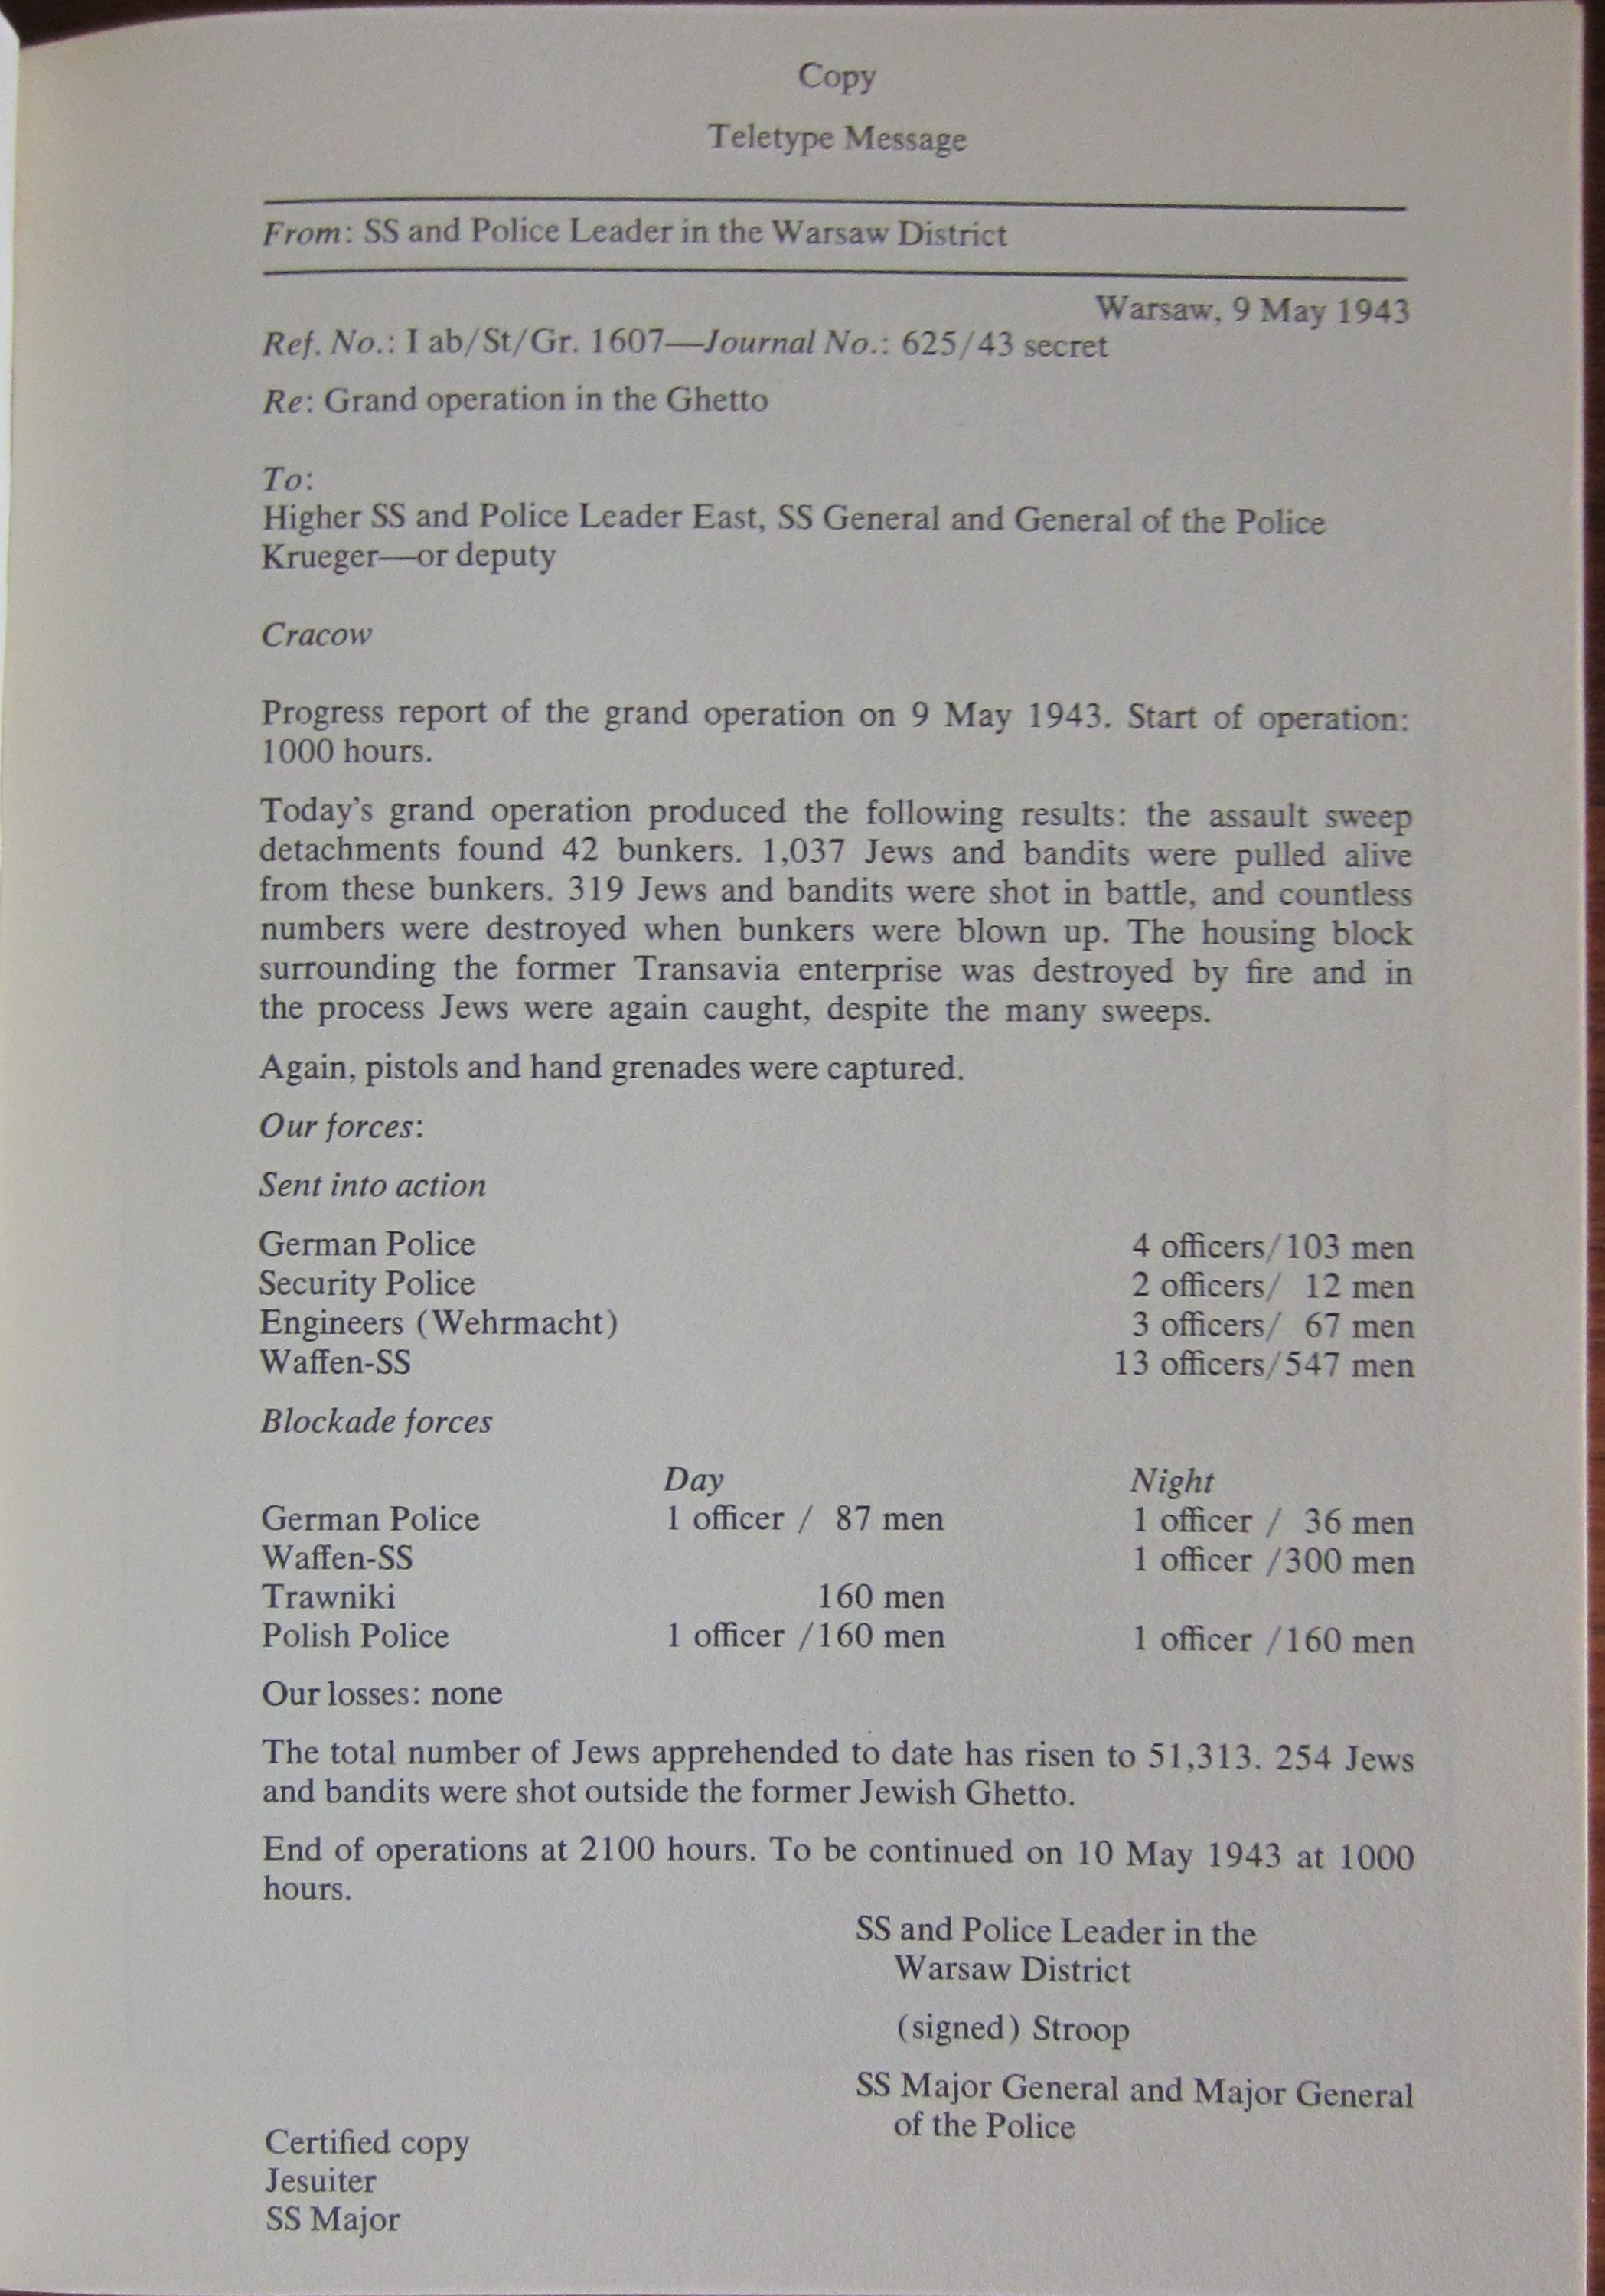 Copy
Teletype Message
From: SS and Police Leader in the Warsaw District
Warsaw, 9 May 1943
Ref. No.: I ab/St/Gr. 1607—Journal No.: 625/43 secret
Re: Grand operation in the Ghetto
To:
Higher SS and Police Leader East, SS General and General of the Police
Krueger—or deputy
Cracow
Progress report of the grand operation on 9 May 1943. Start of operation:
1000 hours.
Today's grand operation produced the following results: the assault sweep
detachments found 42 bunkers. 1,037 Jews and bandits were pulled alive
from these bunkers. 319 Jews and bandits were shot in battle, and countless
numbers were destroyed when bunkers were blown up. The housing block
surrounding the former Transavia enterprise was destroyed by fire and in
the process Jews were again caught, despite the many sweeps.
Again, pistols and hand grenades were captured.
Our forces:
Sent into action
German Police 4 officers/103 men
Security Police 2 officers/ 12 men
Engineers (Wehrmacht) 3 officers/ 67 men
Waffen-SS 13 officers/547 men
Blockade forces
Day Night
German Police 1 officer / 87 men 1 officer / 36 men
Waffen-SS 1 officer /300 men
Trawniki 160 men
Polish Police 1 officer /160 men 1 officer /160 men
Our losses: none
The total number of Jews apprehended to date has risen to 51,313. 254 Jews
and bandits were shot outside the former Jewish Ghetto.
End of operations at 2100 hours. To be continued on 10 May 1943 at 1000
hours.
SS and Police Leader in the
Warsaw District
(signed) Stroop
SS Major General and Major General
of the Police
Certified copy
Jesuiter
SS Major